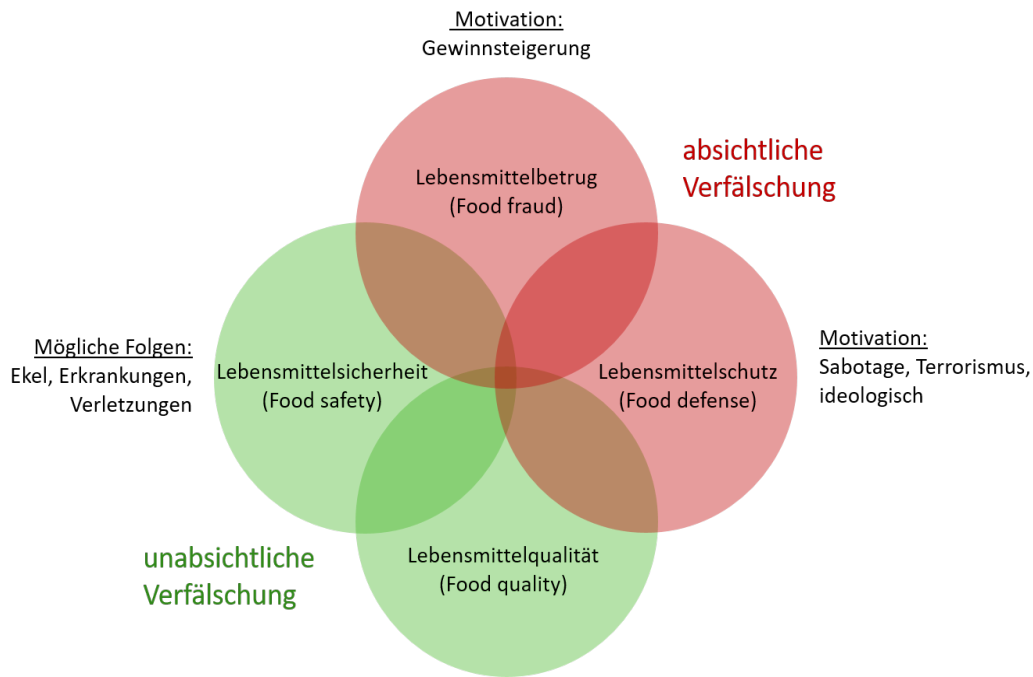 Motivation:
Gewinnsteigerung
absichtliche
Verfälschung
Lebensmittelbetrug
(Food fraud)
Mögliche Folgen:
Ekel, Erkrankungen,
Verletzungen
Lebensmittelsicherheit
(Food safety)
Lebensmittelschutz
(Food defense)
Motivation:
Sabotage, Terrorismus,
ideologisch
unabsichtliche
Verfälschung
Lebensmittelqualität
(Food quality)